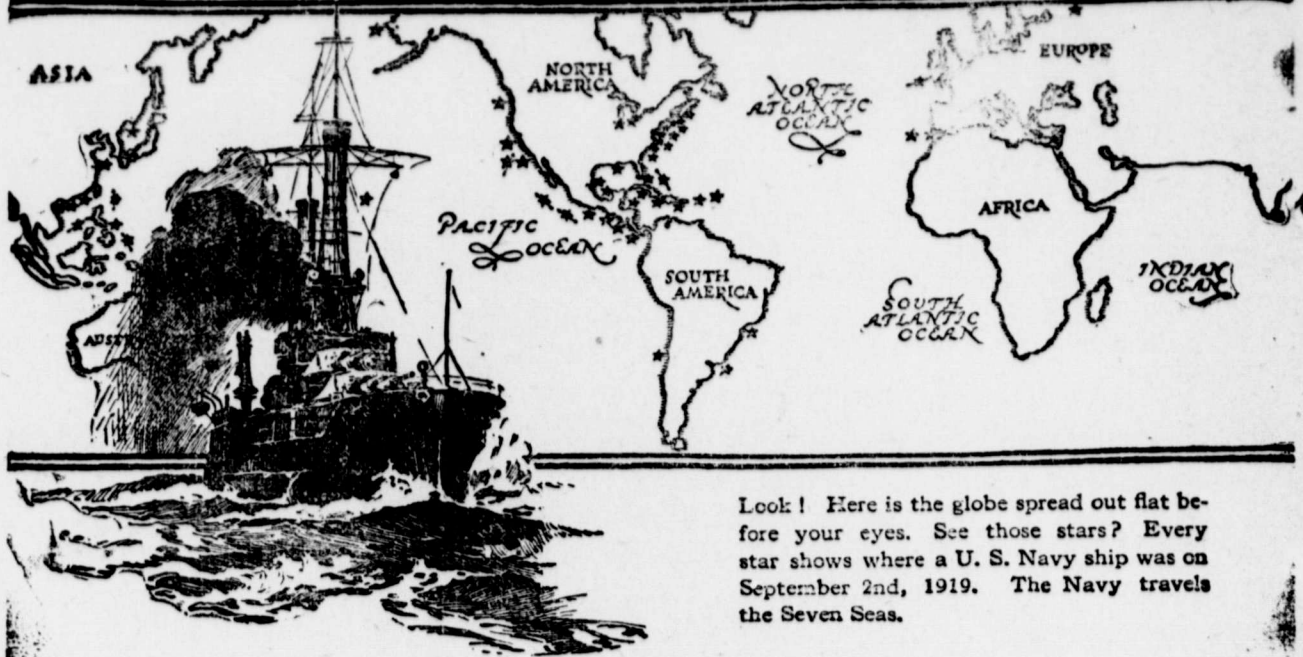 ASIA
NORTH
AMERICA
NORTH
ATLANTIC
OCEAN
EUROPE
PACIFIC
OCEAN
AFRICA
SOUTH
AMERICA
INDIAN
OCEAN
SOUTH
ATLANTIC
OCEAN
AUST
Look! Here is the globe spread out flat be-
fore your eyes. See those stars? Every
star shows where a U. S. Navy ship was on
September 2nd, 1919. The Navy travels
the Seven Seas.